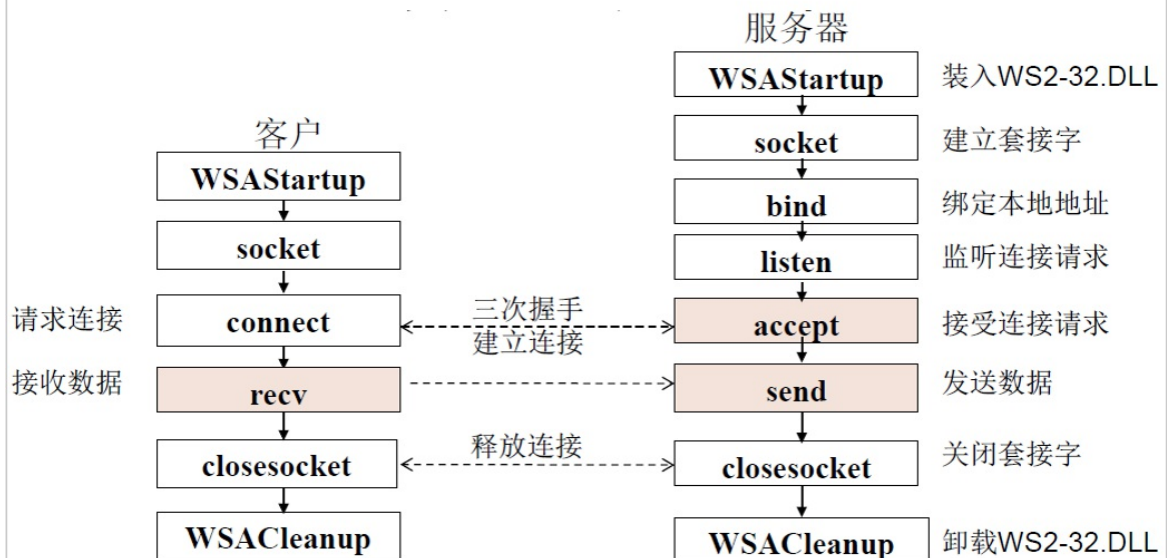 服务器
WSAStartup 装入WS2-32.DLL
客户
socket 建立套接字
WSAStartup
bind 绑定本地地址
socket
listen 监听连接请求
请求连接 connect 三次握手 accept 接受连接请求
建立连接
接收数据 recv send 发送数据
closesocket 释放连接 closesocket 关闭套接字
WSACleanup WSACleanup 卸载WS2-32.DLL